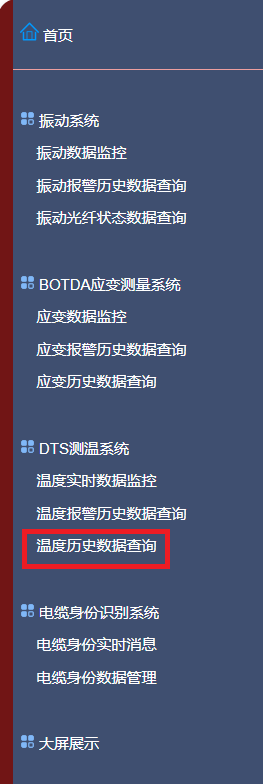 首页
振动系统
振动数据监控
振动报警历史数据查询
振动光纤状态数据查询
BOTDA应变测量系统
应变数据监控
应变报警历史数据查询
应变历史数据查询
DTS测温系统
温度实时数据监控
温度报警历史数据查询
温度历史数据查询
电缆身份识别系统
电缆身份实时消息
电缆身份数据管理
大屏展示